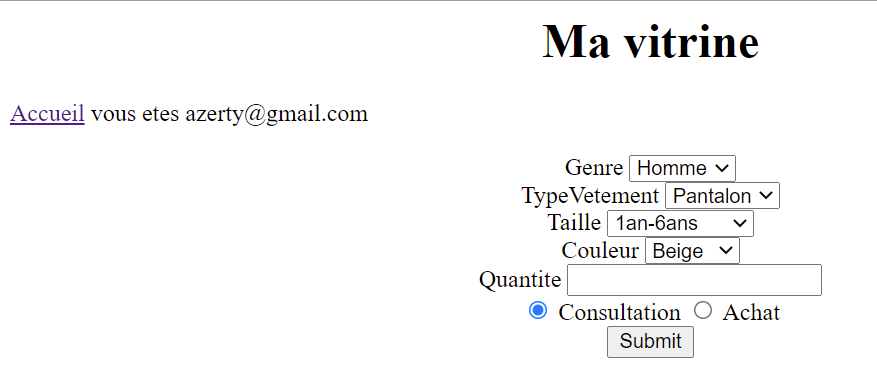 Ma vitrine
Accueil vous etes azerty@gmail.com
Genre Homme
TypeVetement Pantalon
Taille 1an-6ans
Couleur Beige
Quantite
Consultation Achat
Submit